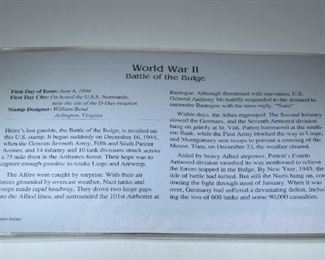 World War II
Battle of the Bulge
First Day of Issue: June 6, 1994
First Day City: On board the U.S.S. Normandy,
near the site of the D-Day invasion
Stamp Designer: William Bond
Arlington, Virginia
Hitler's last gamble, the Battle of the Bulge, is recalled on
this U.S. stamp. It began suddenly on December 16, 1944,
when the German Seventh Army, Fifth and Sixth Panzer
Armies, and 14 infantry and 10 tank divisions struck across
a 75 mile front in the Ardennes forest. Their hope was to
capture enough gasoline to reach Liege and Antwerp.
The Allies were caught by surprise. With their air
forces grounded by overcast weather, Nazi tanks and
troops made rapid headway. They drove two large gaps
into the Allied lines, and surrounded the 101st Airborne at
Bastogne. Although threatened with starvation, U.S.
General Anthony McAuliffe responded to the demand to
surrender Bastogne with the terse reply, "Nuts!"
Within days, the Allies regrouped. The Second Infantry
slowed the Germans, and the Seventh Armored division
hung on gamely at St. Vith. Patton hammered at the south-
ern flank, while the First Army blocked the way to Liege,
and Montgomery sent troops to prevent a crossing of the
Meuse. Then, on December 23, the weather cleared.
Aided by heavy Allied airpower, Patton's Fourth
Armored division smashed its way northeast to relieve
the forces trapped in the Bulge. By New Year, 1945, the
tide of battle had turned. But still the Nazis hung on, con-
tinuing the fight through most of January. When it was
over, Germany had suffered a devastating defeat, includ-
ing the loss of 600 tanks and some 90,000 casualties.
Society